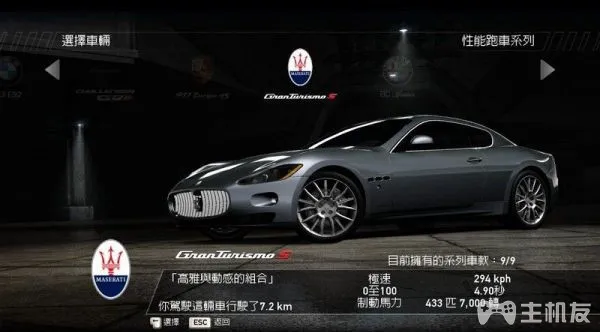 選擇車輛
性能跑車系列
MASERATI
GranTurismo S
GranTurismo S
目前擁有的系列車款：9/9
「高雅與動感的組合」
極速 294 kph
0至100 4.90秒
制動馬力 433 匹 7,000 轉
MASERATI
你駕駛這輛車行駛了7.2 km
選擇 ESC 返回
主机友